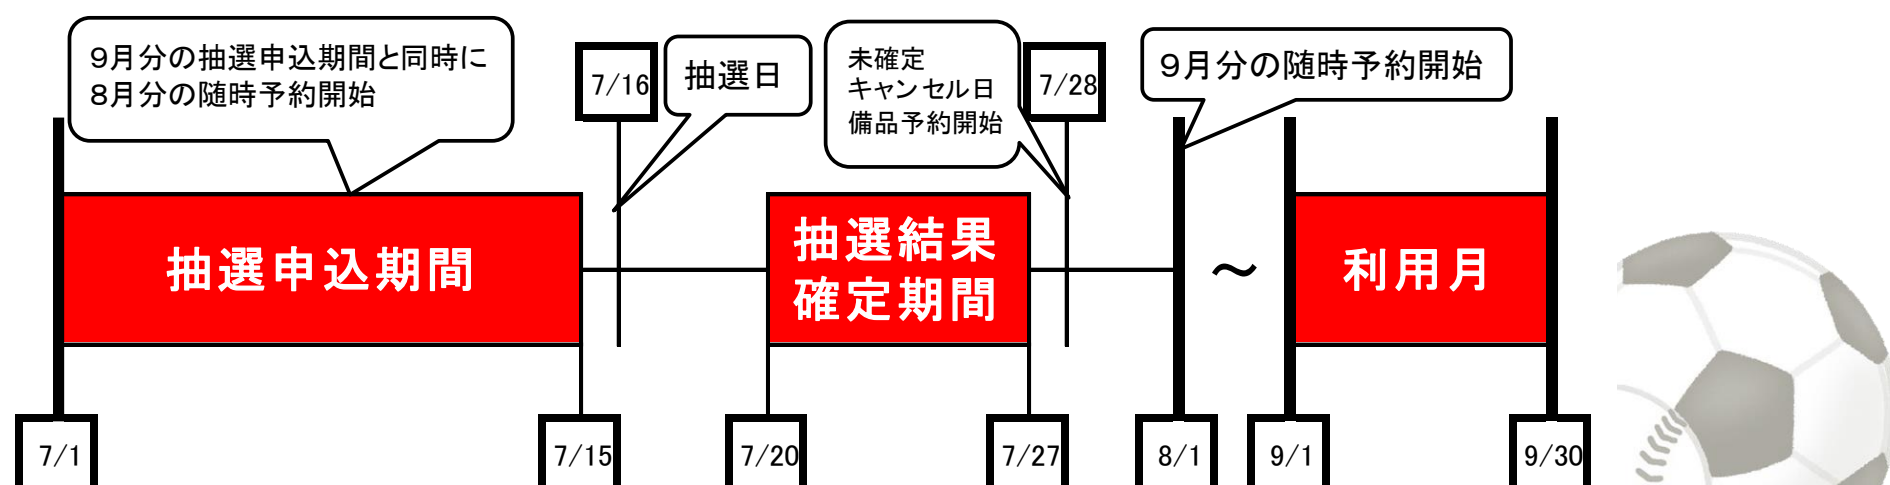 ９月分の抽選申込期間と同時に
８月分の随時予約開始
7/16
抽選日
未確定
キャンセル日
備品予約開始
7/28
９月分の随時予約開始
抽選申込期間
抽選結果
確定期間
～
利用月
7/1
7/15
7/20
7/27
8/1
9/1
9/30